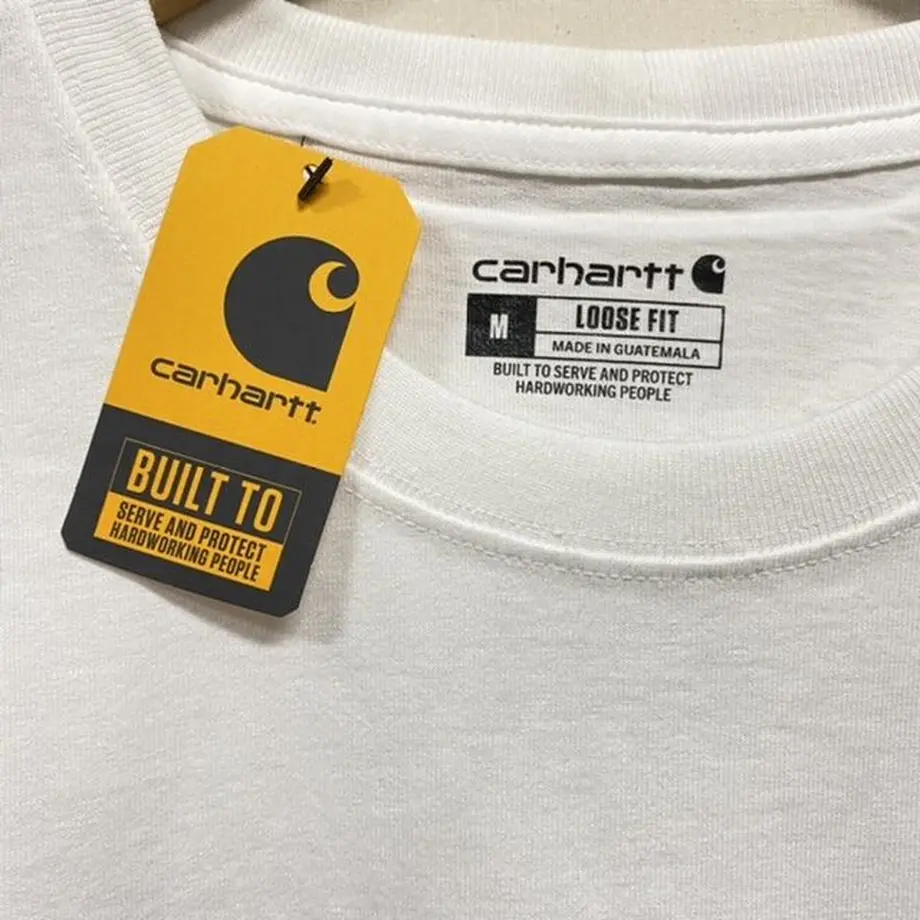 carhartt
BUILT TO
SERVE AND PROTECT
HARDWORKING PEOPLE
carhartt
M
LOOSE FIT
MADE IN GUATEMALA
BUILT TO SERVE AND PROTECT
HARDWORKING PEOPLE